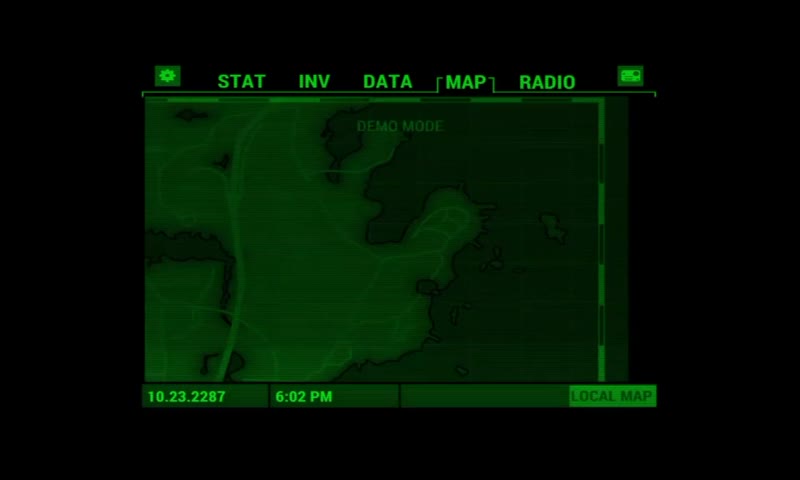 STAT INV DATA MAP RADIO
DEMO MODE
10.23.2287 6:02 PM LOCAL MAP